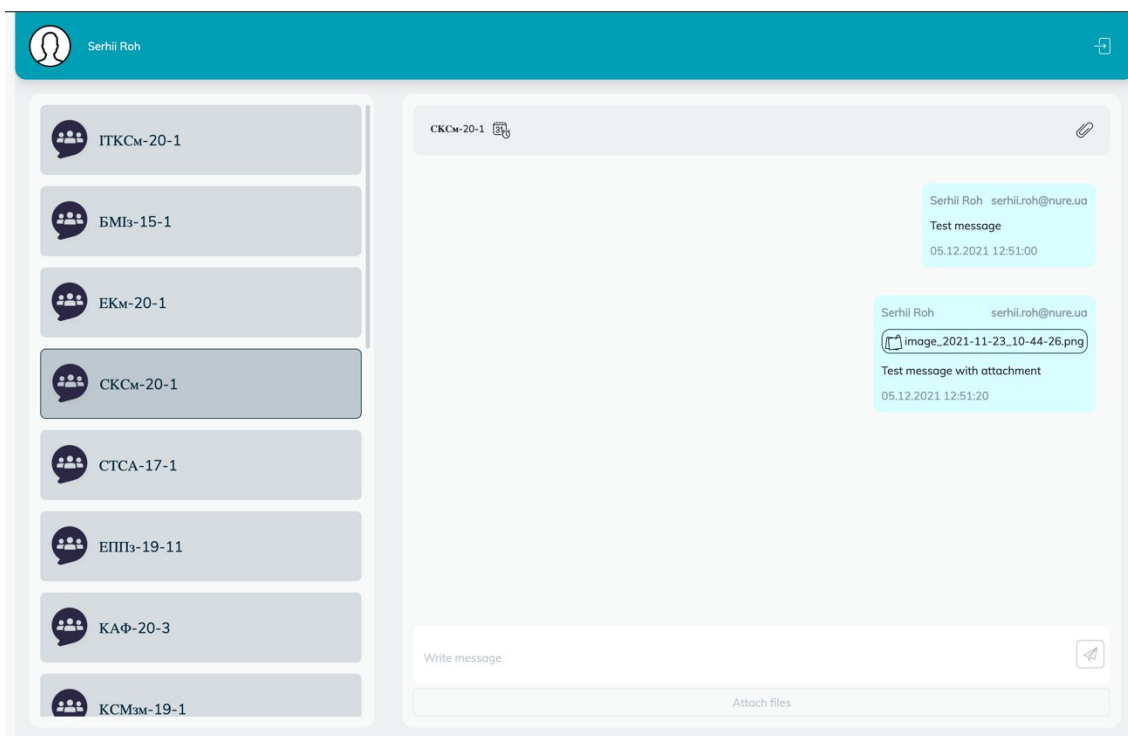 Serhii Roh
ІТКСм-20-1
БМІз-15-1
ЕКм-20-1
СКСм-20-1
СТСА-17-1
ЕППз-19-11
КАФ-20-3
КСМзм-19-1
СКСм-20-1
31
Serhii Roh serhii.roh@nure.ua
Test message
05.12.2021 12:51:00
Serhii Roh serhii.roh@nure.ua
image_2021-11-23_10-44-26.png
Test message with attachment
05.12.2021 12:51:20
Write message
Attach files